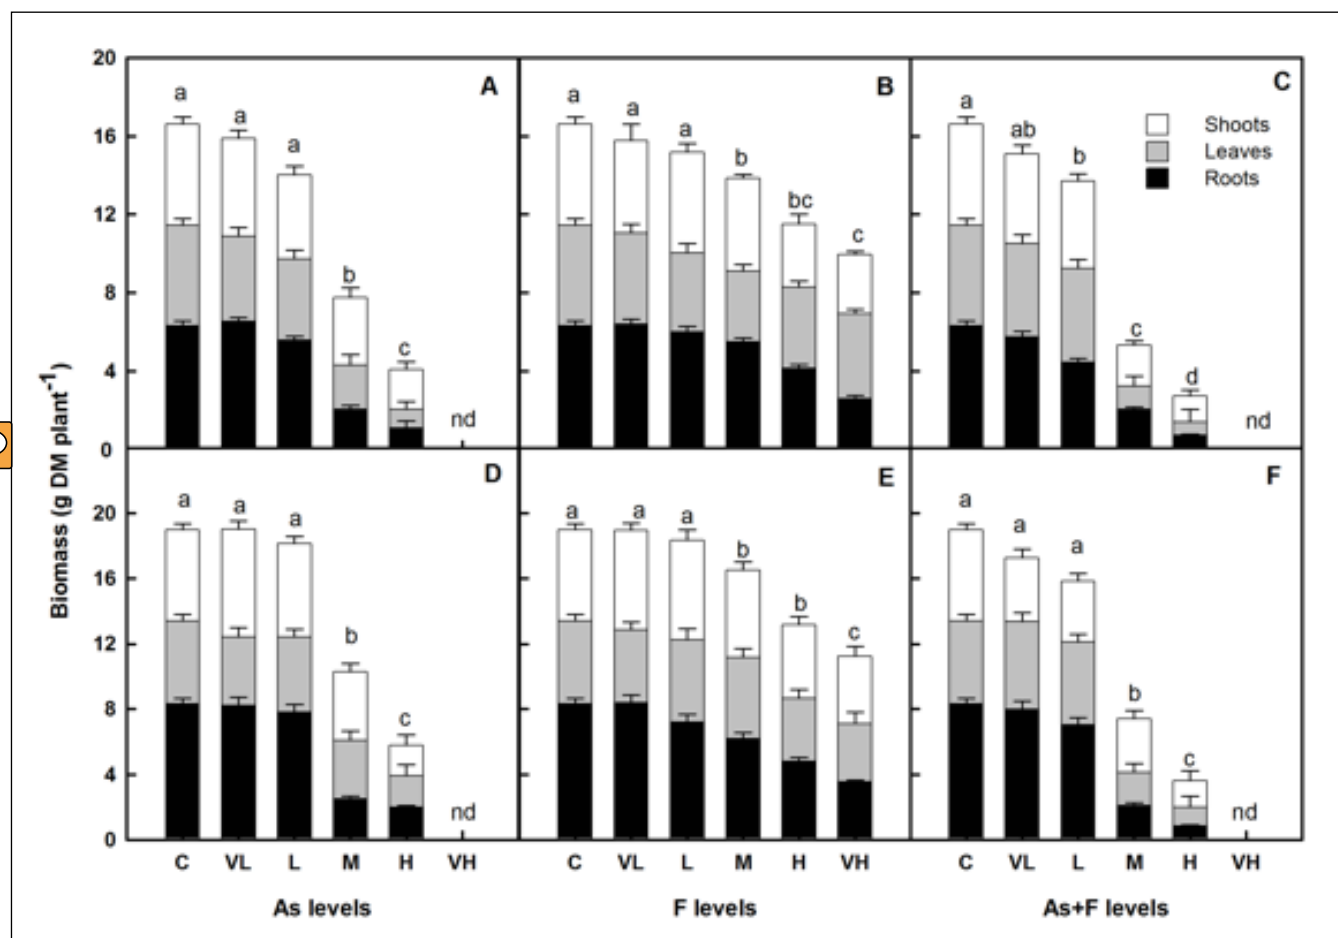 20
16
12
8
4
0
A
a
a
a
b
c
nd
B
a
a
a
b
bc
c
C
a
ab
b
c
d
nd
Shoots
Leaves
Roots
Biomass (g DM plant-1)
20
16
12
8
4
0
D
a
a
a
b
c
nd
E
a
a
a
b
b
c
F
a
a
a
b
c
nd
C VL L M H VH
C VL L M H VH
C VL L M H VH
As levels
F levels
As+F levels